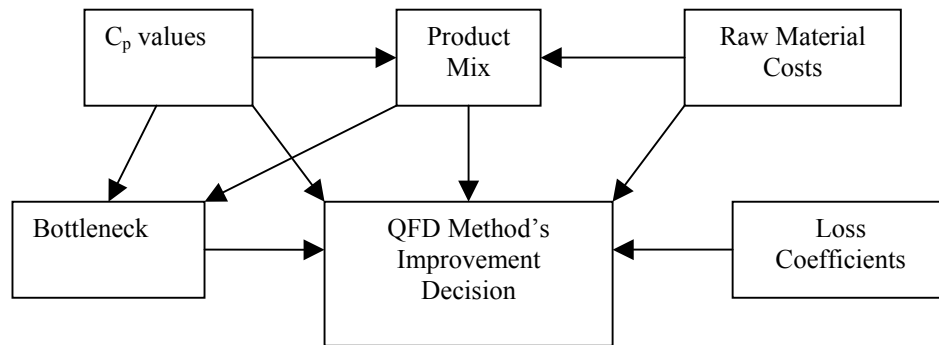 Cp values
Product
Mix
Raw Material
Costs
Bottleneck
QFD Method’s
Improvement
Decision
Loss
Coefficients